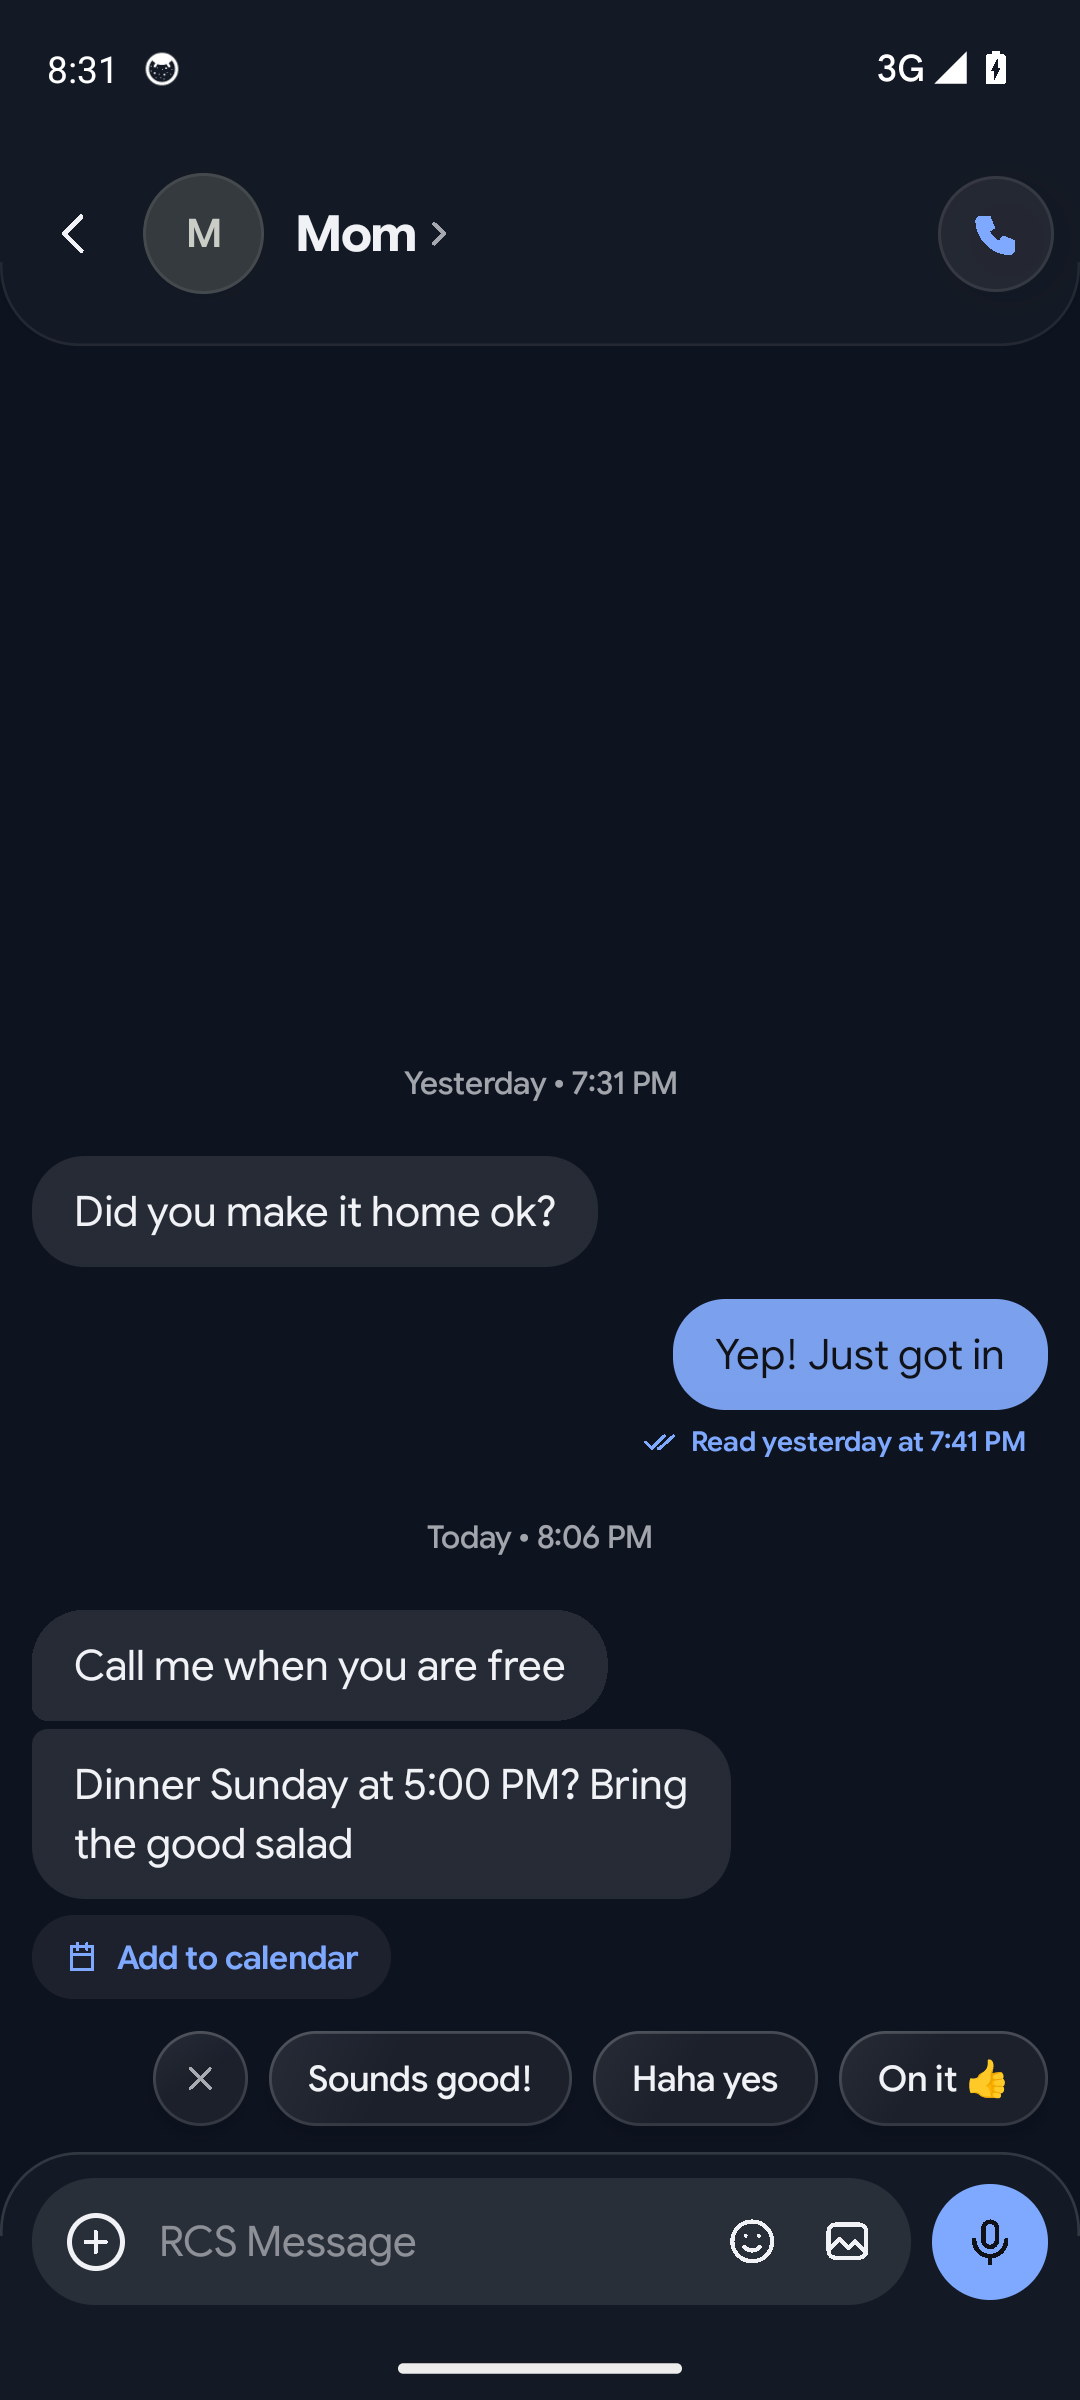 8:31
3G
M
Mom
Yesterday • 7:31 PM
Did you make it home ok?
Yep! Just got in
Read yesterday at 7:41 PM
Today • 8:06 PM
Call me when you are free
Dinner Sunday at 5:00 PM? Bring
the good salad
Add to calendar
Sounds good!
Haha yes
On it 👍
RCS Message